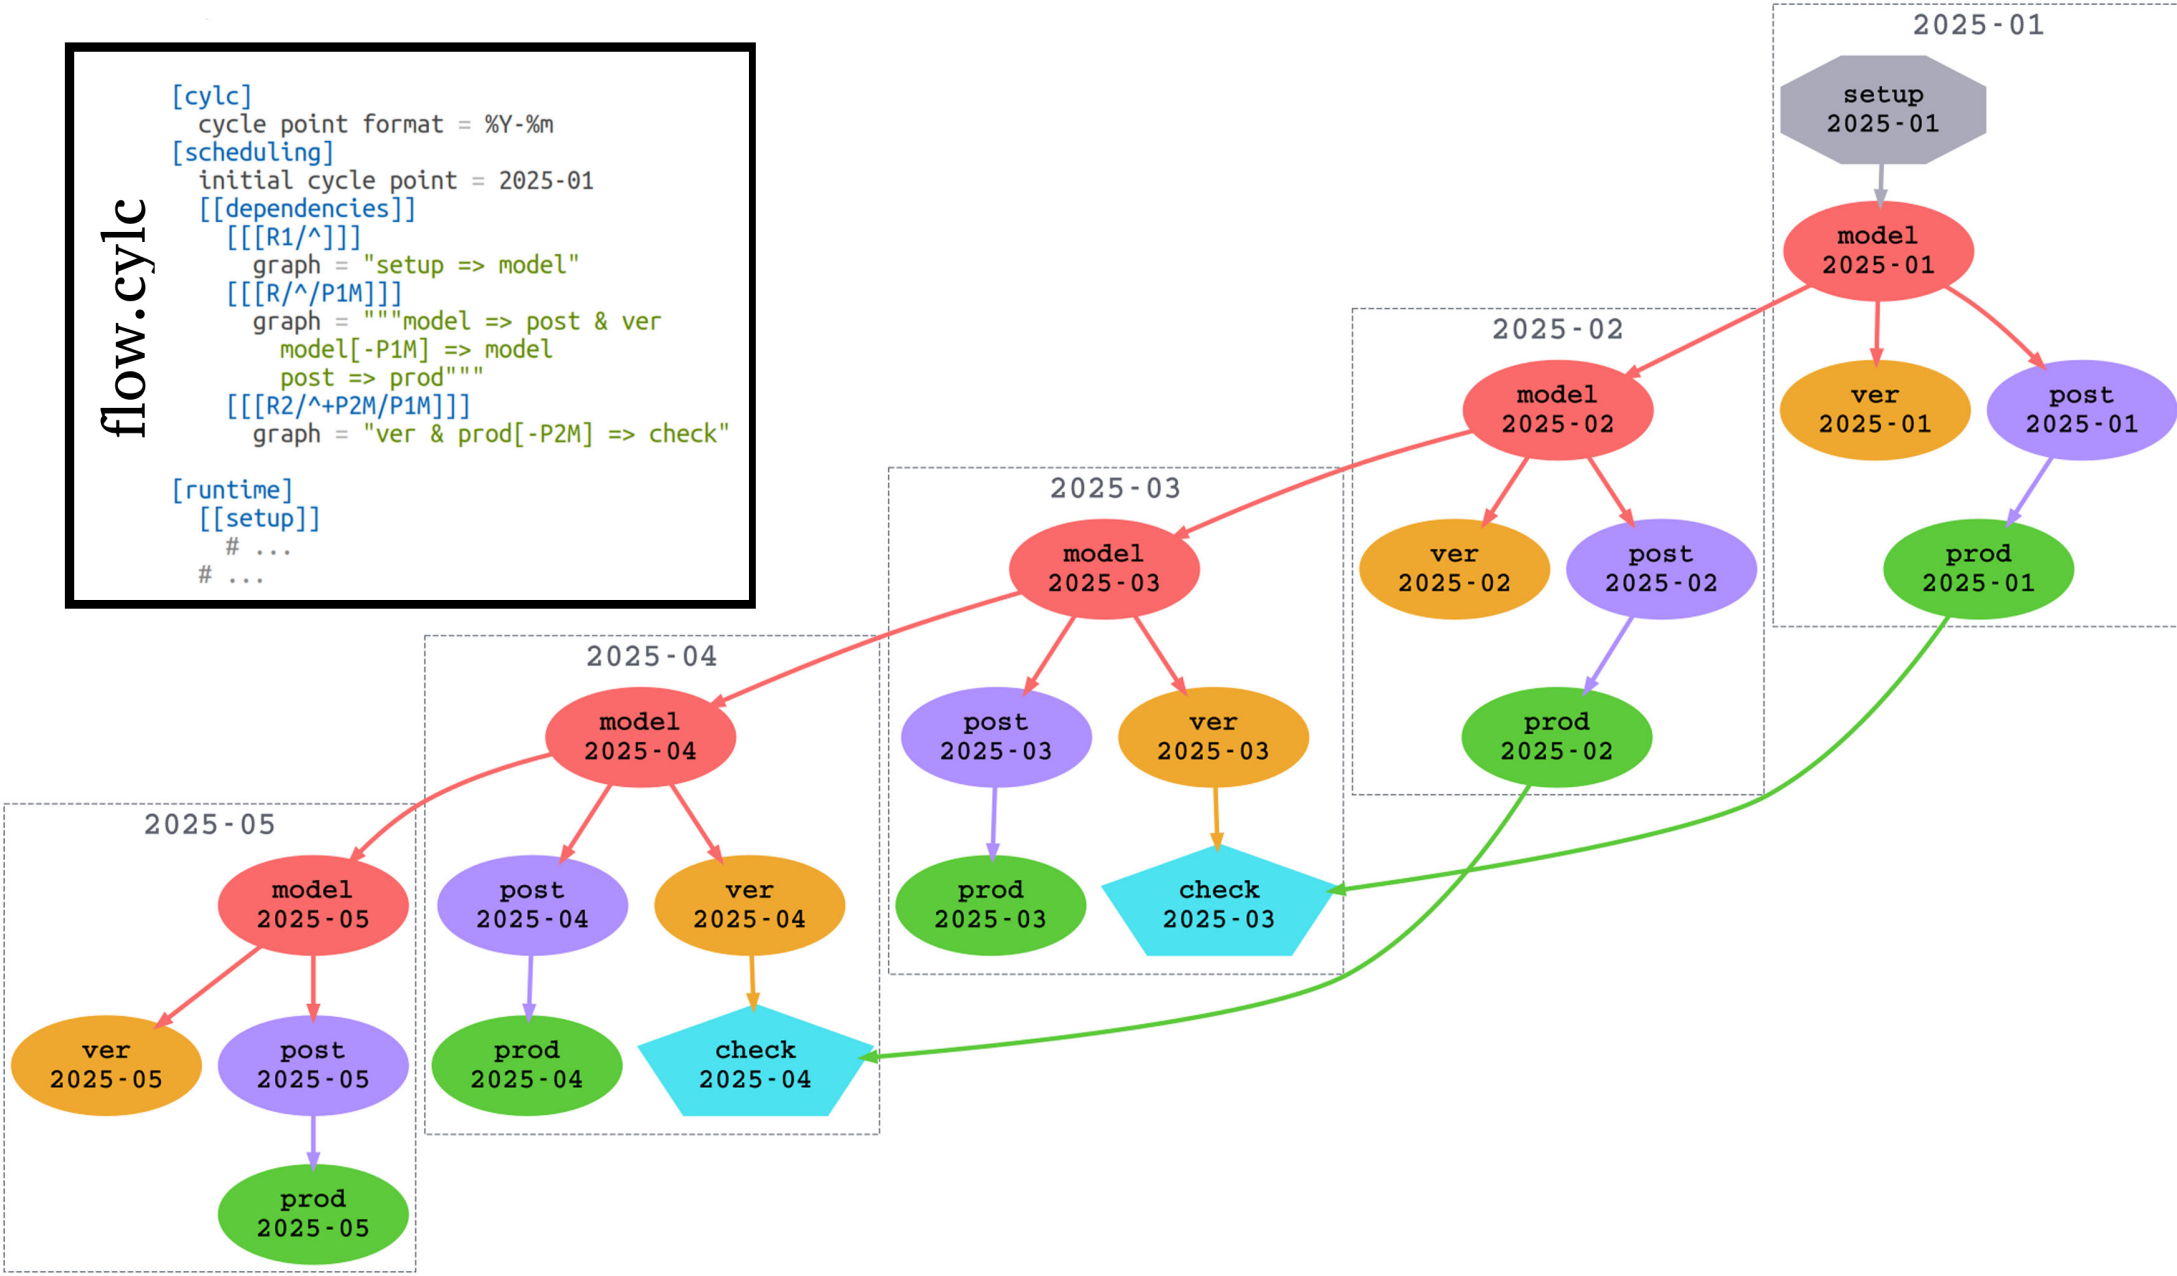 flow.cylc
[cylc]
cycle point format = %Y-%m
[scheduling]
initial cycle point = 2025-01
[[dependencies]]
[[[R1/^]]]
graph = "setup => model"
[[[R/^/P1M]]]
graph = """model => post & ver
model[-P1M] => model
post => prod"""
[[[R2/^+P2M/P1M]]]
graph = "ver & prod[-P2M] => check"
[runtime]
[[setup]]
# ...
# ...
2025-01
setup
2025-01
model
2025-01
ver
2025-01
post
2025-01
prod
2025-01
2025-02
model
2025-02
ver
2025-02
post
2025-02
prod
2025-02
2025-03
model
2025-03
post
2025-03
ver
2025-03
prod
2025-03
check
2025-03
2025-04
model
2025-04
post
2025-04
ver
2025-04
prod
2025-04
check
2025-04
2025-05
model
2025-05
ver
2025-05
post
2025-05
prod
2025-05